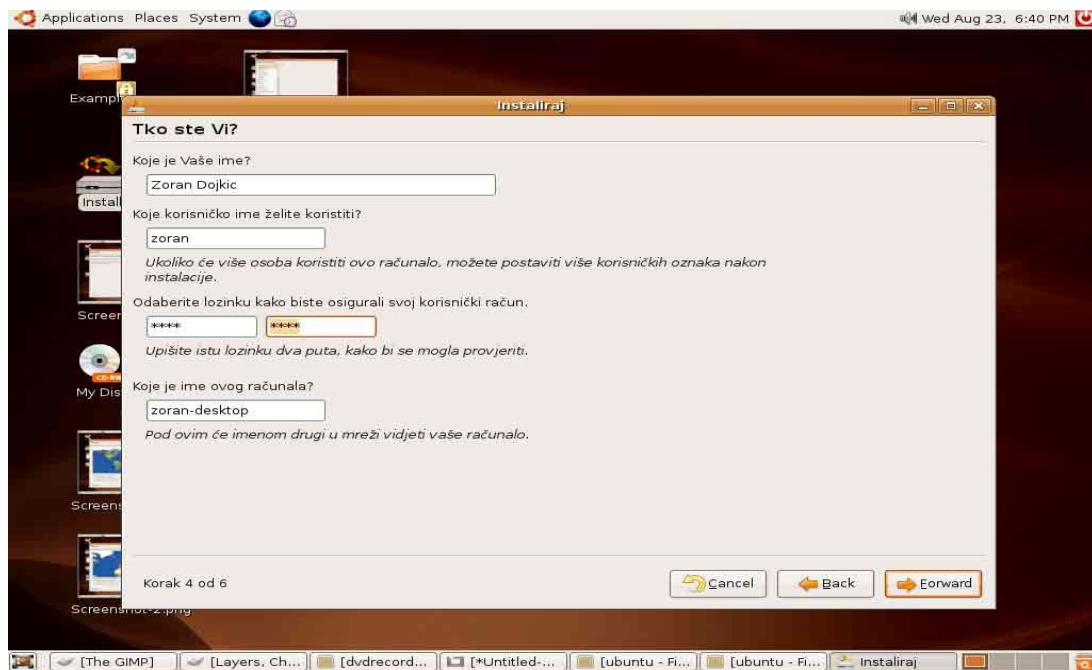 Applications Places System
Wed Aug 23, 6:40 PM
Instaliraj
Tko ste Vi?
Koje je Vaše ime?
Zoran Dojkic
Koje korisničko ime želite koristiti?
zoran
Ukoliko će više osoba koristiti ovo računalo, možete postaviti više korisničkih oznaka nakon
instalacije.
Odaberite lozinku kako biste osigurali svoj korisnički račun.
**** ****
Upišite istu lozinku dva puta, kako bi se mogla provjeriti.
Koje je ime ovog računala?
zoran-desktop
Pod ovim će imenom drugi u mreži vidjeti vaše računalo.
Korak 4 od 6
Cancel Back Forward
Exampl
Install
Screer
CD-RW
My Dis
Screens
Screenshot-2.png
[The GIMP] [Layers, Ch... [dvdrecord... [*Untitled-... [ubuntu - Fi... [ubuntu - Fi... Instaliraj